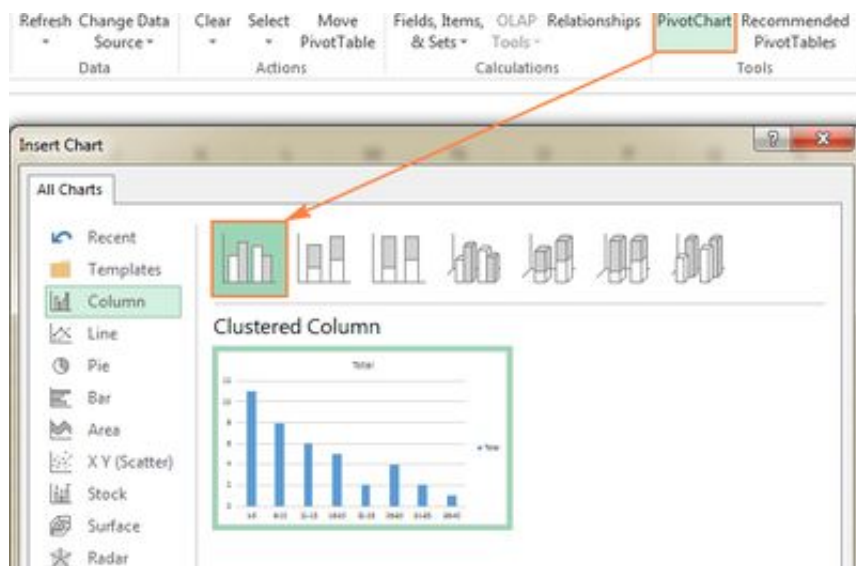 Refresh Change Data Clear Select Move Fields, Items, OLAP Relationships PivotChart Recommended
Source PivotTable & Sets Tools PivotTables
Data Actions Calculations Tools
Insert Chart
All Charts
Recent
Templates
Column
Line
Pie
Bar
Area
X Y (Scatter)
Stock
Surface
Radar
Clustered Column
Total
Total